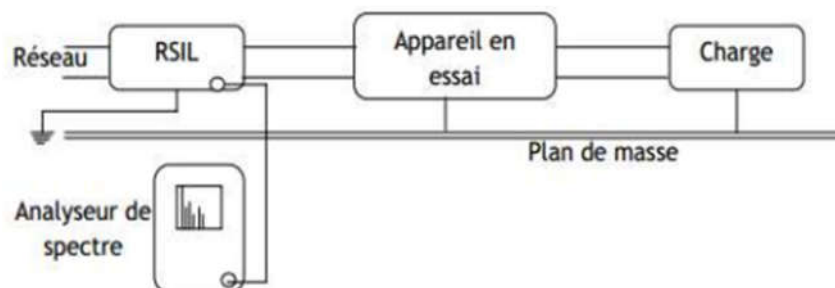 Réseau
RSIL
Appareil en
essai
Charge
Plan de masse
Analyseur de
spectre